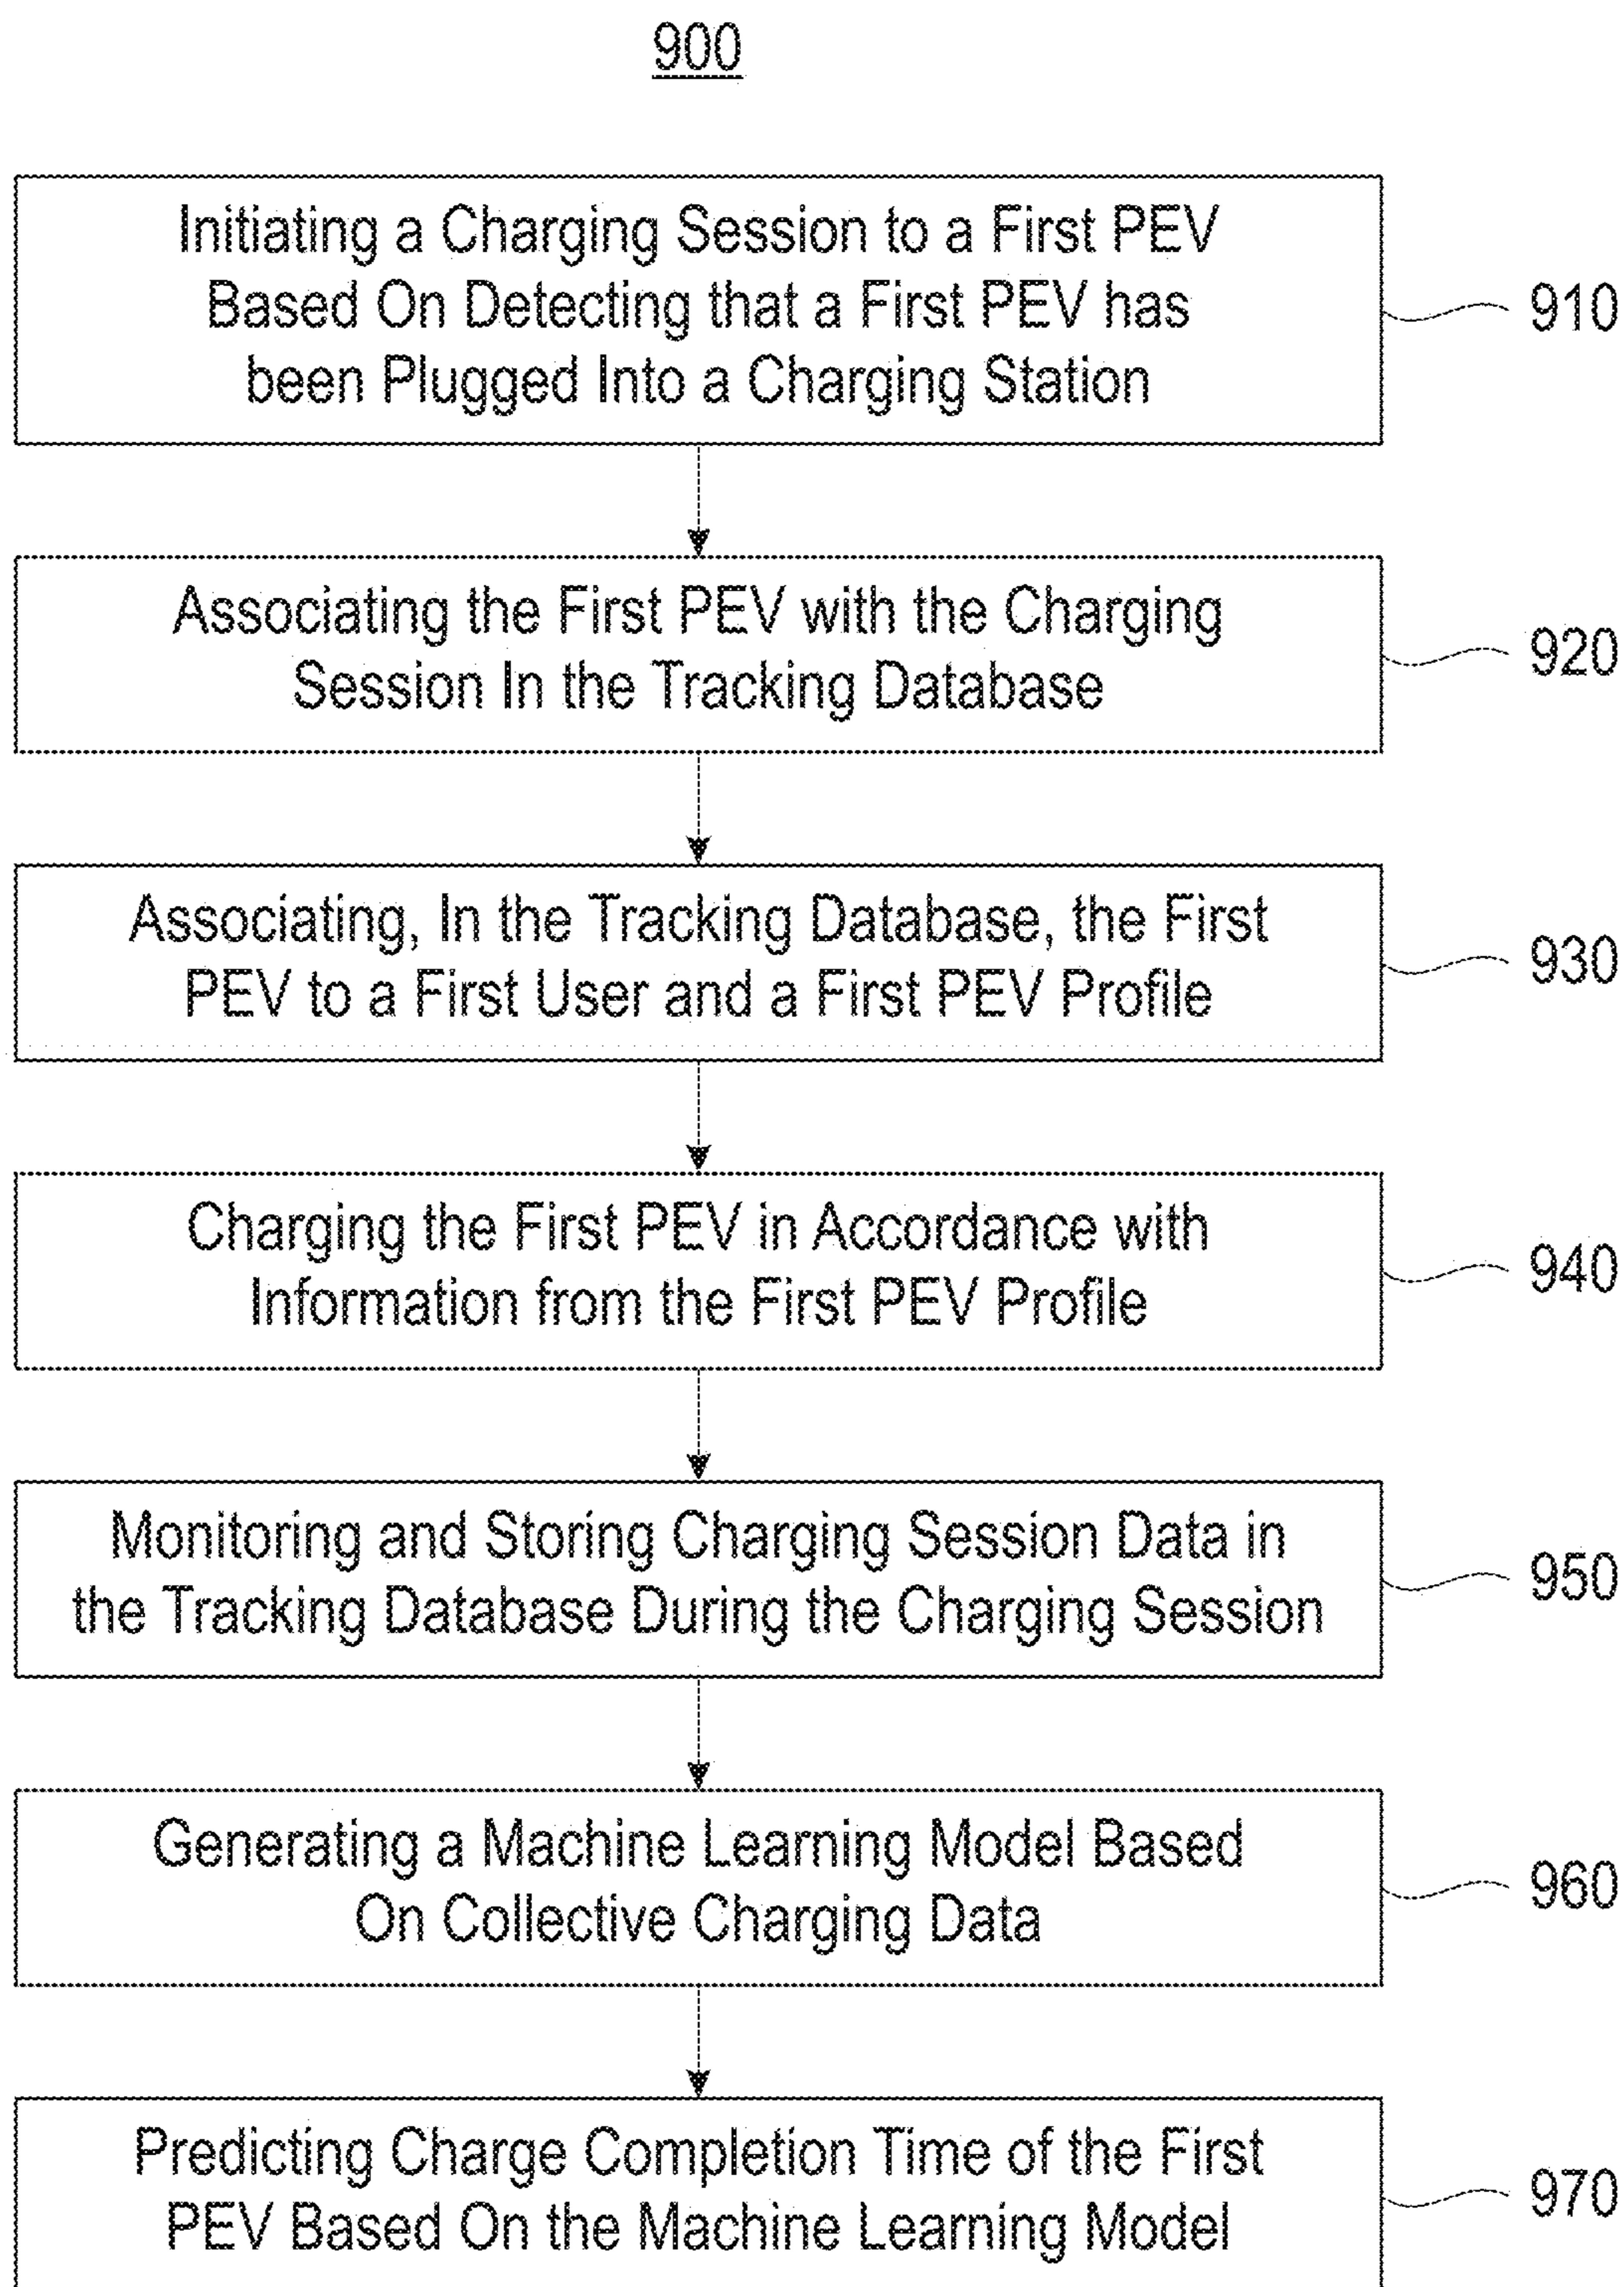 900
Initiating a Charging Session to a First PEV
Based On Detecting that a First PEV has
been Plugged Into a Charging Station
910
Associating the First PEV with the Charging
Session In the Tracking Database
920
Associating, In the Tracking Database, the First
PEV to a First User and a First PEV Profile
930
Charging the First PEV in Accordance with
Information from the First PEV Profile
940
Monitoring and Storing Charging Session Data in
the Tracking Database During the Charging Session
950
Generating a Machine Learning Model Based
On Collective Charging Data
960
Predicting Charge Completion Time of the First
PEV Based On the Machine Learning Model
970